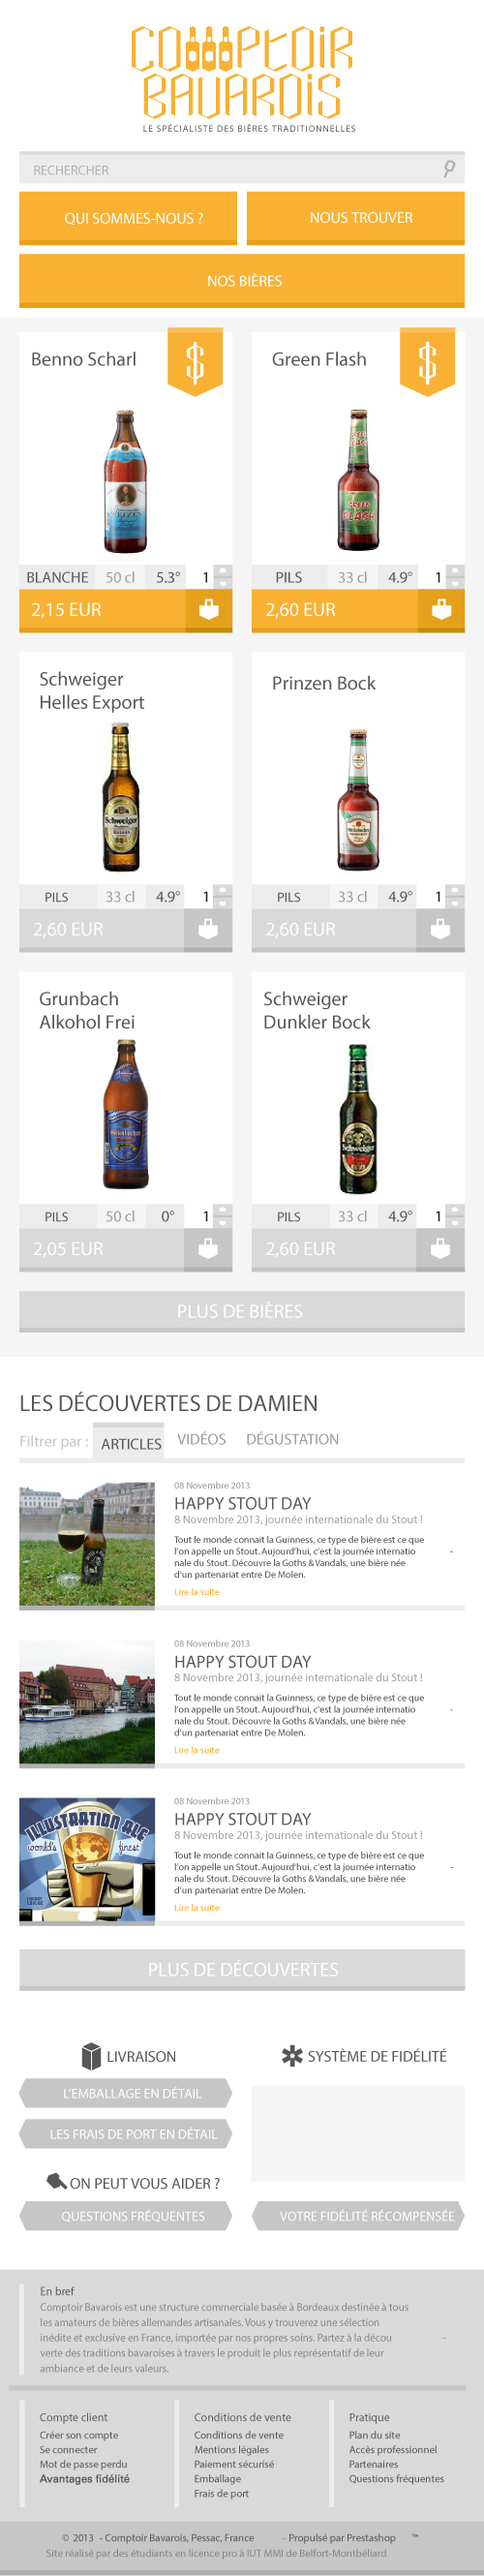 COMPTOIR
BAVAROIS
LE SPÉCIALISTE DES BIÈRES TRADITIONNELLES
RECHERCHER
QUI SOMMES-NOUS ?
NOUS TROUVER
NOS BIÈRES
Benno Scharl
$
Green Flash
$
GREEN
FLASH
BLANCHE 50 cl 5.3° 1
PILS 33 cl 4.9° 1
2,15 EUR
2,60 EUR
Schweiger
Helles Export
Prinzen Bock
Schweiger
PILS 33 cl 4.9° 1
PILS 33 cl 4.9° 1
2,60 EUR
2,60 EUR
Grunbach
Alkohol Frei
Schweiger
Dunkler Bock
Schweiger
PILS 50 cl 0° 1
PILS 33 cl 4.9° 1
2,05 EUR
2,60 EUR
PLUS DE BIÈRES
LES DÉCOUVERTES DE DAMIEN
Filtrer par : ARTICLES VIDÉOS DÉGUSTATION
08 Novembre 2013
HAPPY STOUT DAY
8 Novembre 2013, journée internationale du Stout !
Tout le monde connait la Guinness, ce type de bière est ce que
l'on appelle un Stout. Aujourd'hui, c'est la journée internatio -
nale du Stout. Découvre la Goths & Vandals, une bière née
d'un partenariat entre De Molen.
Lire la suite
08 Novembre 2013
HAPPY STOUT DAY
8 Novembre 2013, journée internationale du Stout !
Tout le monde connait la Guinness, ce type de bière est ce que
l'on appelle un Stout. Aujourd'hui, c'est la journée internatio -
nale du Stout. Découvre la Goths & Vandals, une bière née
d'un partenariat entre De Molen.
Lire la suite
ILLUSTRATION ALE
world's finest
08 Novembre 2013
HAPPY STOUT DAY
8 Novembre 2013, journée internationale du Stout !
Tout le monde connait la Guinness, ce type de bière est ce que
l'on appelle un Stout. Aujourd'hui, c'est la journée internatio -
nale du Stout. Découvre la Goths & Vandals, une bière née
d'un partenariat entre De Molen.
Lire la suite
PLUS DE DÉCOUVERTES
LIVRAISON
L'EMBALLAGE EN DÉTAIL
LES FRAIS DE PORT EN DÉTAIL
ON PEUT VOUS AIDER ?
QUESTIONS FRÉQUENTES
SYSTÈME DE FIDÉLITÉ
VOTRE FIDÉLITÉ RÉCOMPENSÉE
En bref
Comptoir Bavarois est une structure commerciale basée à Bordeaux destinée à tous
les amateurs de bières allemandes artisanales. Vous y trouverez une sélection
inédite et exclusive en France, importée par nos propres soins. Partez à la décou -
verte des traditions bavaroises à travers le produit le plus représentatif de leur
ambiance et de leurs valeurs.
Compte client
Créer son compte
Se connecter
Mot de passe perdu
Avantages fidélité
Conditions de vente
Conditions de vente
Mentions légales
Paiement sécurisé
Emballage
Frais de port
Pratique
Plan du site
Accès professionnel
Partenaires
Questions fréquentes
© 2013 - Comptoir Bavarois, Pessac, France - Propulsé par Prestashop ™
Site réalisé par des étudiants en licence pro à IUT MMI de Belfort-Montbéliard